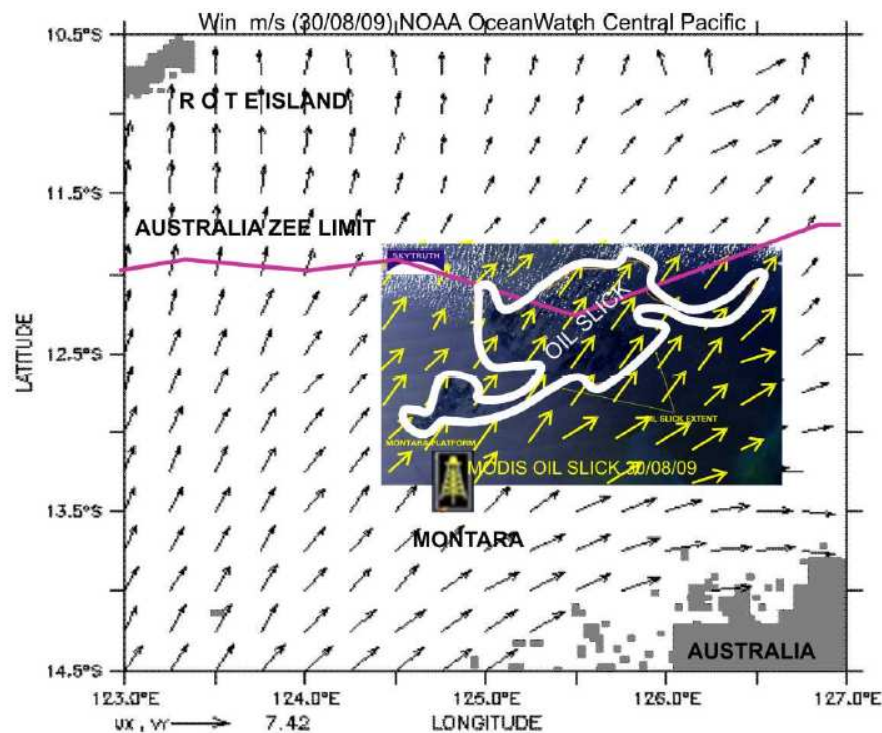 Win m/s (30/08/09) NOAA OceanWatch Central Pacific
10.5°S
R O T E ISLAND
11.5°S
AUSTRALIA ZEE LIMIT
SKYTRUTH
OIL SLICK
LATITUDE
12.5°S
OIL SLICK EXTENT
MONTARA PLATFORM
MODIS OIL SLICK 30/08/09
13.5°S
MONTARA
AUSTRALIA
14.5°S
123.0°E 124.0°E 125.0°E 126.0°E 127.0°E
UX, VY 7.42 LONGITUDE